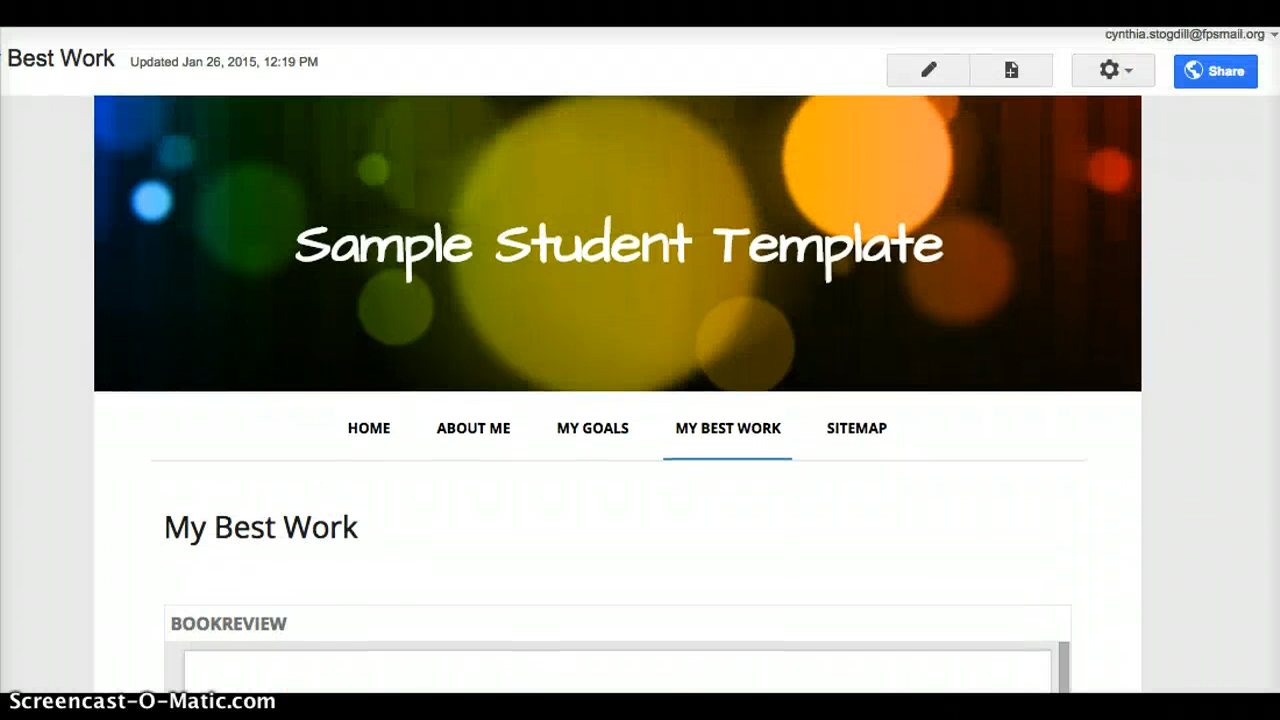 cynthia.stogdill@fpsmail.org
Best Work Updated Jan 26, 2015, 12:19 PM
Share
Sample Student Template
HOME ABOUT ME MY GOALS MY BEST WORK SITEMAP
My Best Work
BOOKREVIEW
Screencast-O-Matic.com